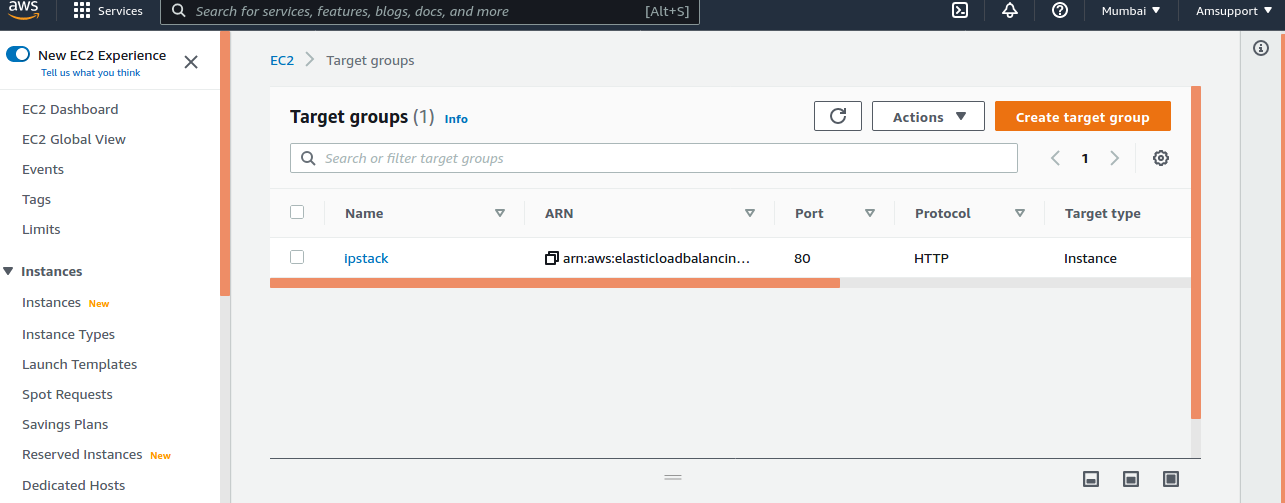 aws
Services
Search for services, features, blogs, docs, and more
[Alt+S]
Mumbai
Amsupport
New EC2 Experience
Tell us what you think
EC2 Dashboard
EC2 Global View
Events
Tags
Limits
Instances
Instances New
Instance Types
Launch Templates
Spot Requests
Savings Plans
Reserved Instances New
Dedicated Hosts
EC2 > Target groups
Target groups (1) Info
Actions
Create target group
Search or filter target groups
1
Name ARN Port Protocol Target type
ipstack arn:aws:elasticloadbalancin... 80 HTTP Instance